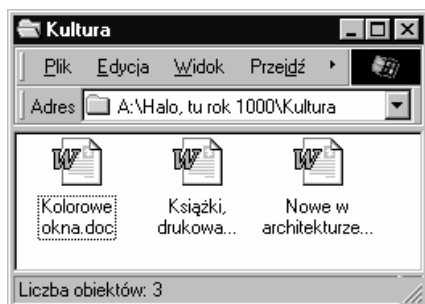 Kultura
Plik Edycja Widok Przejdź
Adres A:\Halo, tu rok 1000\Kultura
Kolorowe okna.doc
Książki, drukowa...
Nowe w architekturze...
Liczba obiektów: 3